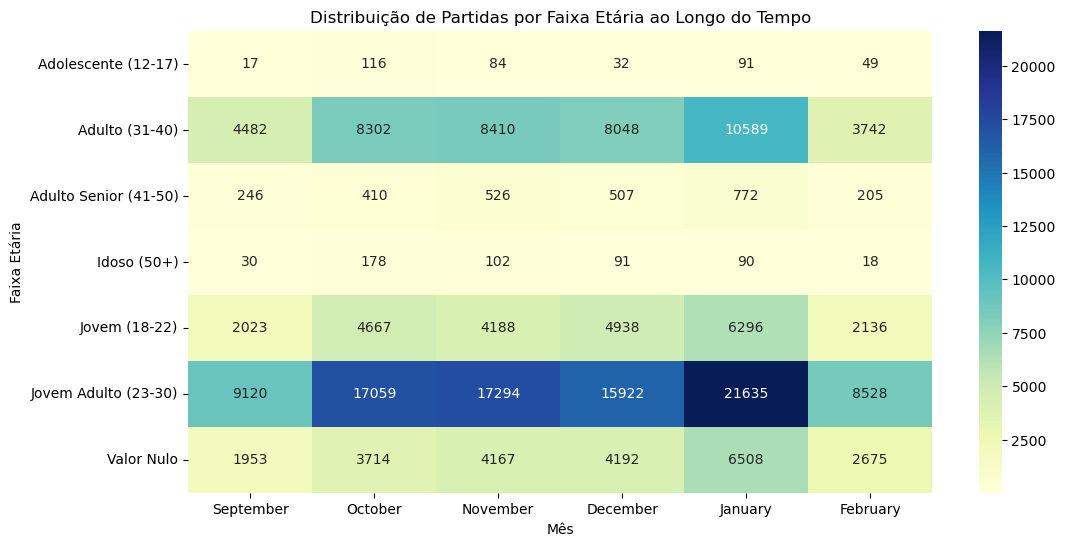 Distribuição de Partidas por Faixa Etária ao Longo do Tempo
Faixa Etária
Adolescente (12-17) 17 116 84 32 91 49
Adulto (31-40) 4482 8302 8410 8048 10589 3742
Adulto Senior (41-50) 246 410 526 507 772 205
Idoso (50+) 30 178 102 91 90 18
Jovem (18-22) 2023 4667 4188 4938 6296 2136
Jovem Adulto (23-30) 9120 17059 17294 15922 21635 8528
Valor Nulo 1953 3714 4167 4192 6508 2675
September October November December January February
Mês
20000
17500
15000
12500
10000
7500
5000
2500